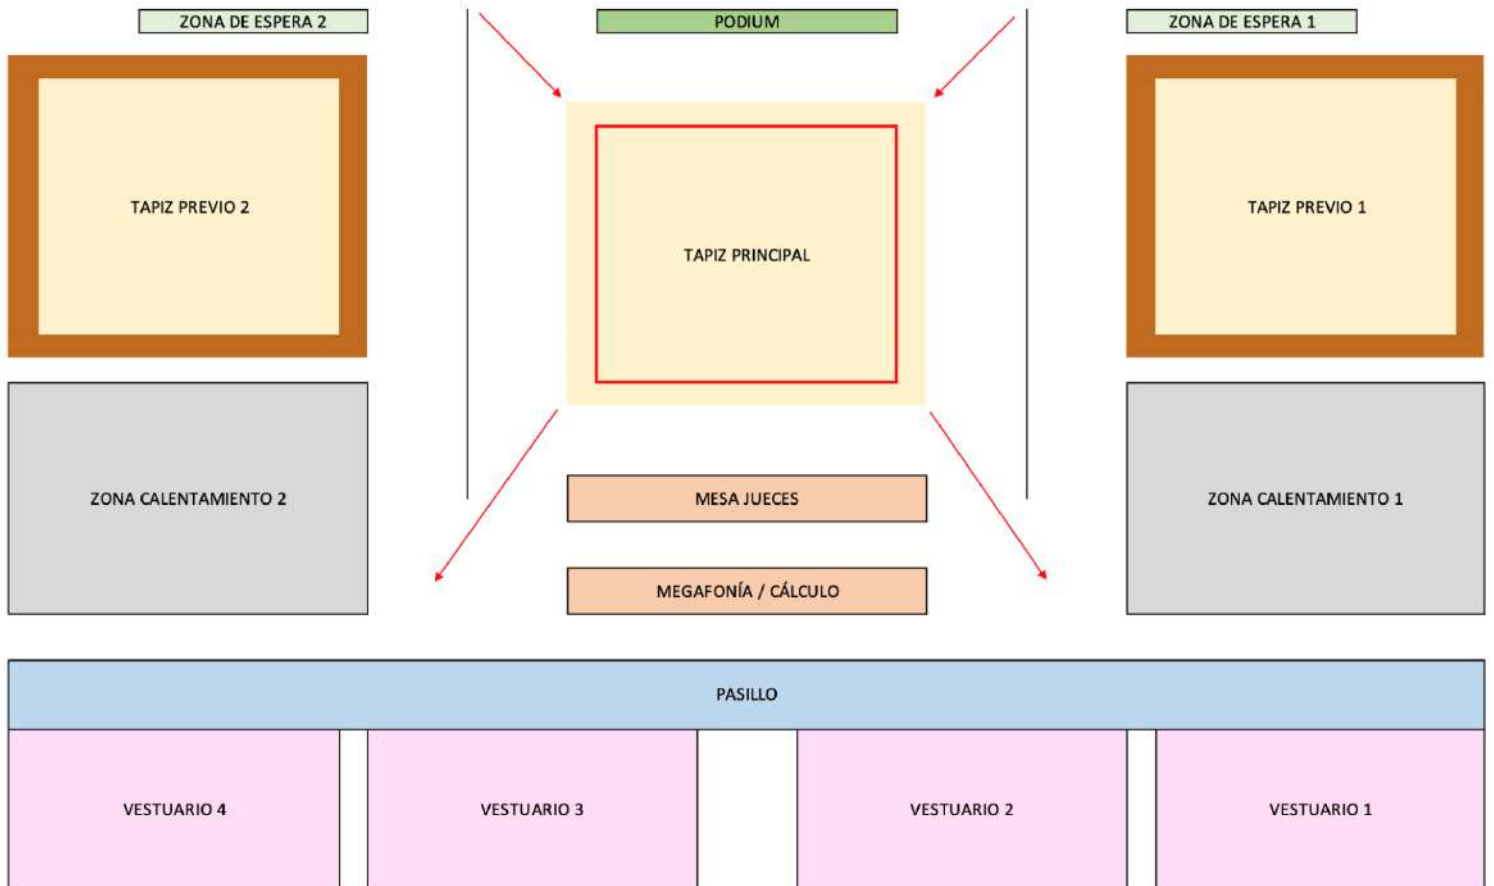 ZONA DE ESPERA 2
PODIUM
ZONA DE ESPERA 1
TAPIZ PREVIO 2
TAPIZ PRINCIPAL
TAPIZ PREVIO 1
ZONA CALENTAMIENTO 2
MESA JUECES
ZONA CALENTAMIENTO 1
MEGAFONÍA / CÁLCULO
PASILLO
VESTUARIO 4
VESTUARIO 3
VESTUARIO 2
VESTUARIO 1